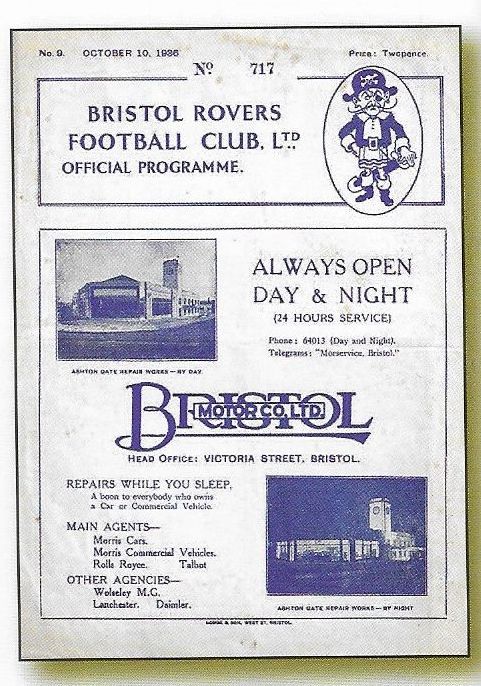 No. 9. OCTOBER 10, 1936 Price: Twopence.
Nº 717
BRISTOL ROVERS
FOOTBALL CLUB, LTD
OFFICIAL PROGRAMME.
ALWAYS OPEN
DAY & NIGHT
(24 HOURS SERVICE)
Phone: 64013 (Day and Night).
Telegrams: "Morservice, Bristol."
ASHTON GATE REPAIR WORKS — BY DAY
BRISTOL
MOTOR CO. LTD.
HEAD OFFICE: VICTORIA STREET, BRISTOL.
REPAIRS WHILE YOU SLEEP,
A boon to everybody who owns
a Car or Commercial Vehicle.
MAIN AGENTS—
Morris Cars.
Morris Commercial Vehicles.
Rolls Royce. Talbot
OTHER AGENCIES—
Wolseley M.G.
Lanchester. Daimler.
ASHTON GATE REPAIR WORKS — BY NIGHT
& SON, WEST ST. BRISTOL.